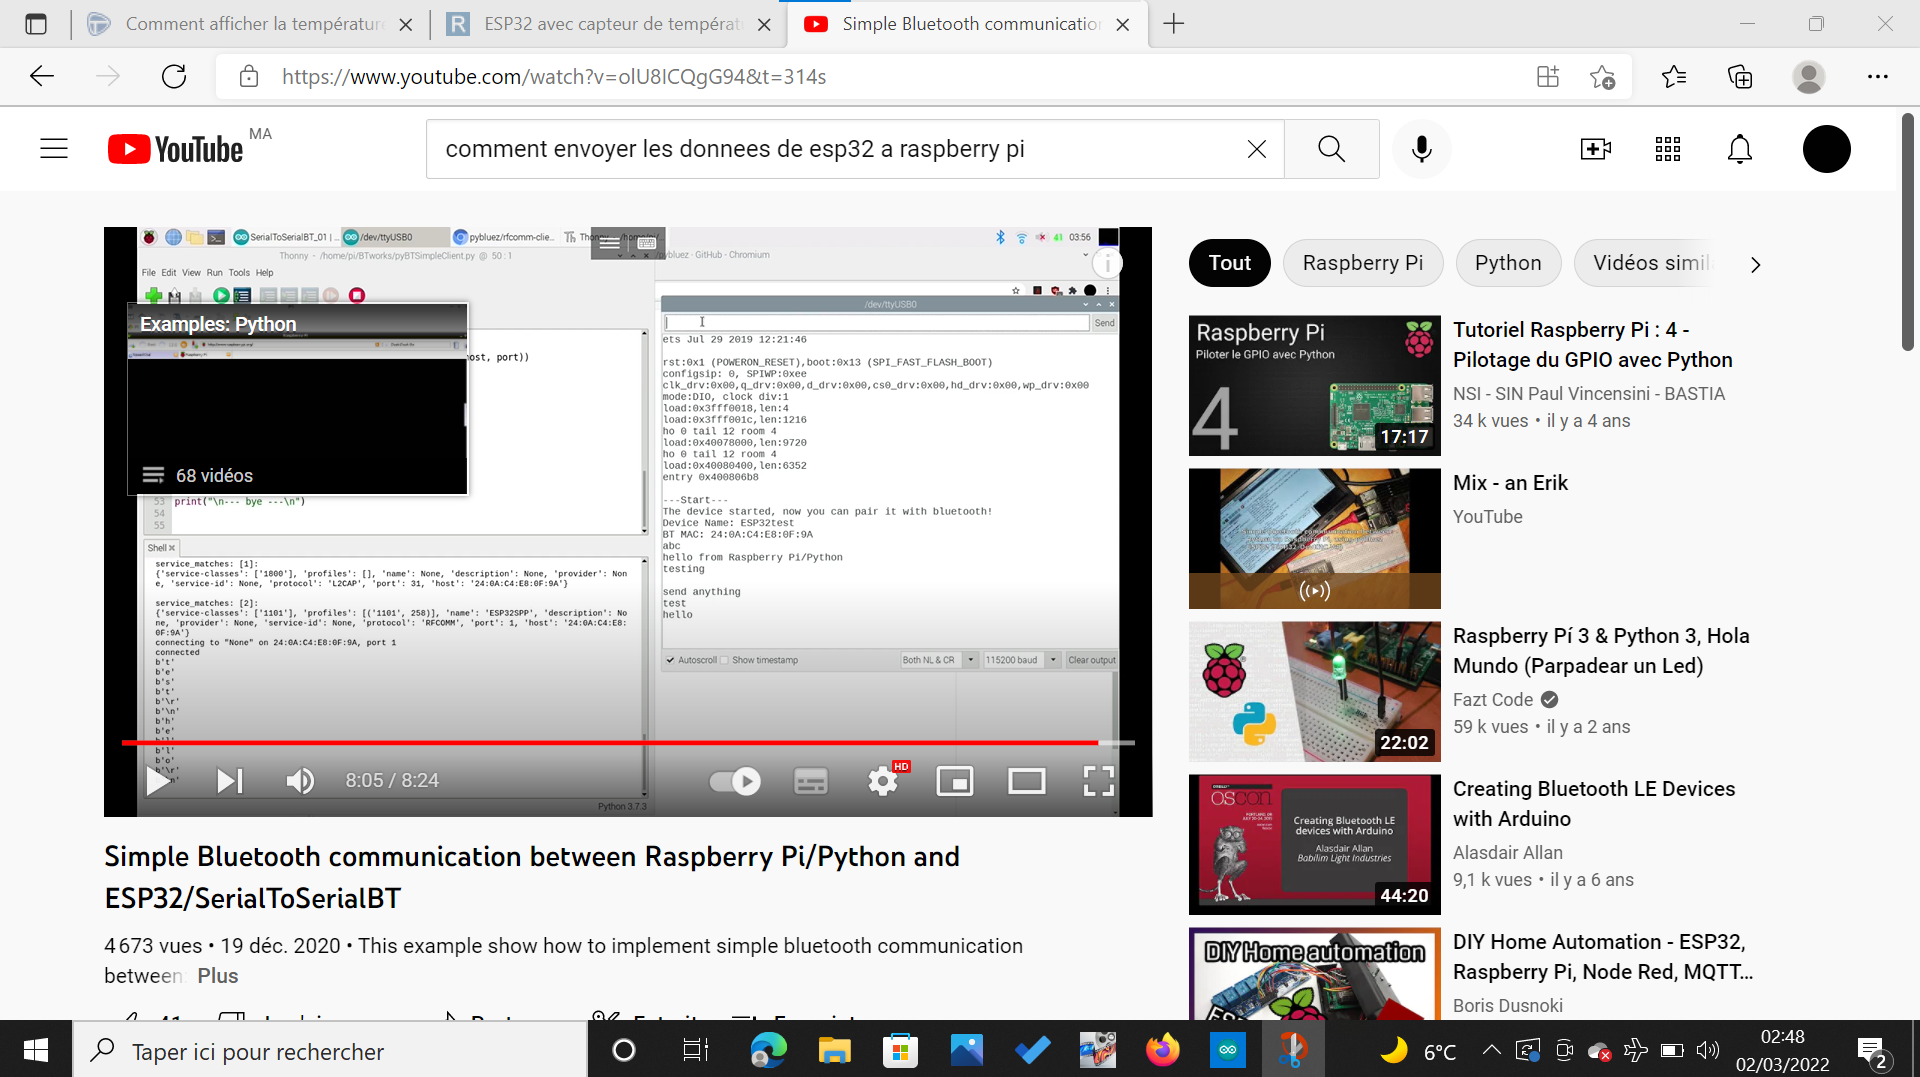 Comment afficher la température
ESP32 avec capteur de températ
Simple Bluetooth communicatio
https://www.youtube.com/watch?v=olU8ICQgG94&t=314s
YouTube MA
comment envoyer les donnees de esp32 a raspberry pi
SerialToSerialBT_01 | ...
/dev/ttyUSB0
pybluez/rfcomm-clie...
03:56
Thonny - /home/pi/BTworks/pyBTSimpleClient.py @ 50 : 1
GitHub - Chromium
File Edit View Run Tools Help
Examples: Python
68 vidéos
ost, port))
53 print("\n--- bye ---\n")
54
55
Shell
service_matches: [1]:
{'service-classes': ['1800'], 'profiles': [], 'name': None, 'description': None, 'provider': Non
e, 'service-id': None, 'protocol': 'L2CAP', 'port': 31, 'host': '24:0A:C4:E8:0F:9A'}
service_matches: [2]:
{'service-classes': ['1101'], 'profiles': [('1101', 258)], 'name': 'ESP32SPP', 'description': No
ne, 'provider': None, 'service-id': None, 'protocol': 'RFCOMM', 'port': 1, 'host': '24:0A:C4:E8:
0F:9A'}
connecting to "None" on 24:0A:C4:E8:0F:9A, port 1
connected
b't'
b'e'
b's'
b't'
b'\r'
b'\n'
b'h'
b'e'
b'l'
b'l'
b'o'
b'\r'
Python 3.7.3
/dev/ttyUSB0
Send
ets Jul 29 2019 12:21:46
rst:0x1 (POWERON_RESET),boot:0x13 (SPI_FAST_FLASH_BOOT)
configsip: 0, SPIWP:0xee
clk_drv:0x00,q_drv:0x00,d_drv:0x00,cs0_drv:0x00,hd_drv:0x00,wp_drv:0x00
mode:DIO, clock div:1
load:0x3fff0018,len:4
load:0x3fff001c,len:1216
ho 0 tail 12 room 4
load:0x40078000,len:9720
ho 0 tail 12 room 4
load:0x40080400,len:6352
entry 0x400806b8
---Start---
The device started, now you can pair it with bluetooth!
Device Name: ESP32test
BT MAC: 24:0A:C4:E8:0F:9A
abc
hello from Raspberry Pi/Python
testing
send anything
test
hello
Autoscroll Show timestamp
Both NL & CR
115200 baud
Clear output
8:05 / 8:24
HD
Simple Bluetooth communication between Raspberry Pi/Python and
ESP32/SerialToSerialBT
4 673 vues • 19 déc. 2020 • This example show how to implement simple bluetooth communication
between Plus
Tout
Raspberry Pi
Python
Vidéos simil
Raspberry Pi
Piloter le GPIO avec Python
4
17:17
Tutoriel Raspberry Pi : 4 -
Pilotage du GPIO avec Python
NSI - SIN Paul Vincensini - BASTIA
34 k vues • il y a 4 ans
Mix - an Erik
YouTube
22:02
Raspberry Pí 3 & Python 3, Hola
Mundo (Parpadear un Led)
Fazt Code
59 k vues • il y a 2 ans
OSCON
Creating Bluetooth LE
devices with Arduino
Alasdair Allan
Babilim Light Industries
44:20
Creating Bluetooth LE Devices
with Arduino
Alasdair Allan
9,1 k vues • il y a 6 ans
DIY Home automation
DIY Home Automation - ESP32,
Raspberry Pi, Node Red, MQTT...
Boris Dusnoki
Taper ici pour rechercher
6°C
02:48
02/03/2022
2